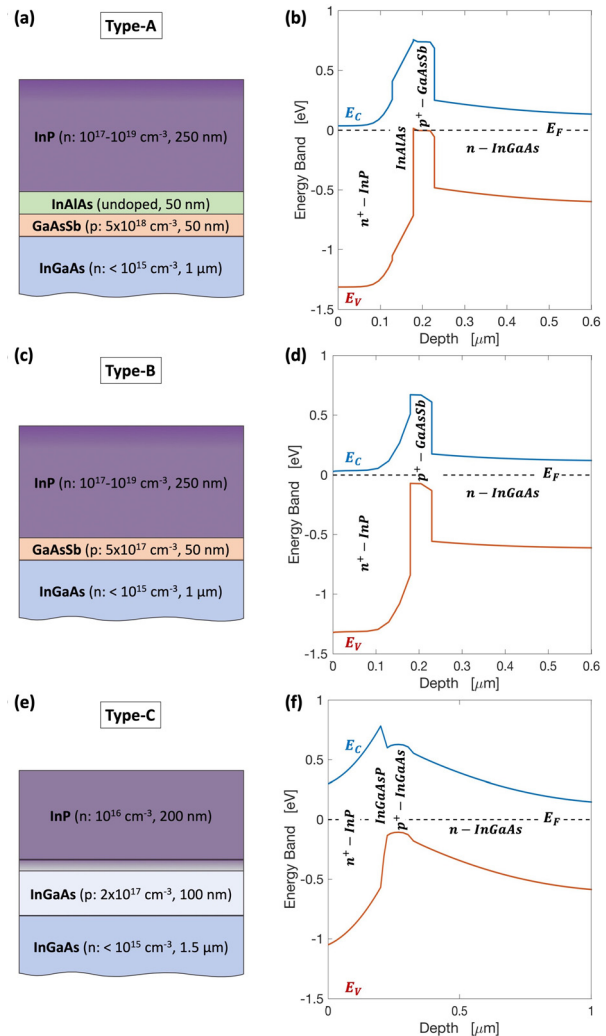 (a)
Type-A
InP (n: 10¹⁷-10¹⁹ cm⁻³, 250 nm)
InAlAs (undoped, 50 nm)
GaAsSb (p: 5x10¹⁸ cm⁻³, 50 nm)
InGaAs (n: < 10¹⁵ cm⁻³, 1 μm)
(b)
Energy Band [eV]
1
0.5
0
-0.5
-1
-1.5
E_C
E_V
E_F
n⁺ − InP
InAlAs
p⁺ − GaAsSb
n − InGaAs
0 0.1 0.2 0.3 0.4 0.5 0.6
Depth [μm]
(c)
Type-B
InP (n: 10¹⁷-10¹⁹ cm⁻³, 250 nm)
GaAsSb (p: 5x10¹⁷ cm⁻³, 50 nm)
InGaAs (n: < 10¹⁵ cm⁻³, 1 μm)
(d)
Energy Band [eV]
1
0.5
0
-0.5
-1
-1.5
E_C
E_V
E_F
n⁺ − InP
p⁺ − GaAsSb
n − InGaAs
0 0.1 0.2 0.3 0.4 0.5 0.6
Depth [μm]
(e)
Type-C
InP (n: 10¹⁶ cm⁻³, 200 nm)
InGaAs (p: 2x10¹⁷ cm⁻³, 100 nm)
InGaAs (n: < 10¹⁵ cm⁻³, 1.5 μm)
(f)
Energy Band [eV]
1
0.5
0
-0.5
-1
-1.5
E_C
E_V
E_F
n⁺ − InP
InGaAsP
p⁺ − InGaAs
n − InGaAs
0 0.5 1
Depth [μm]